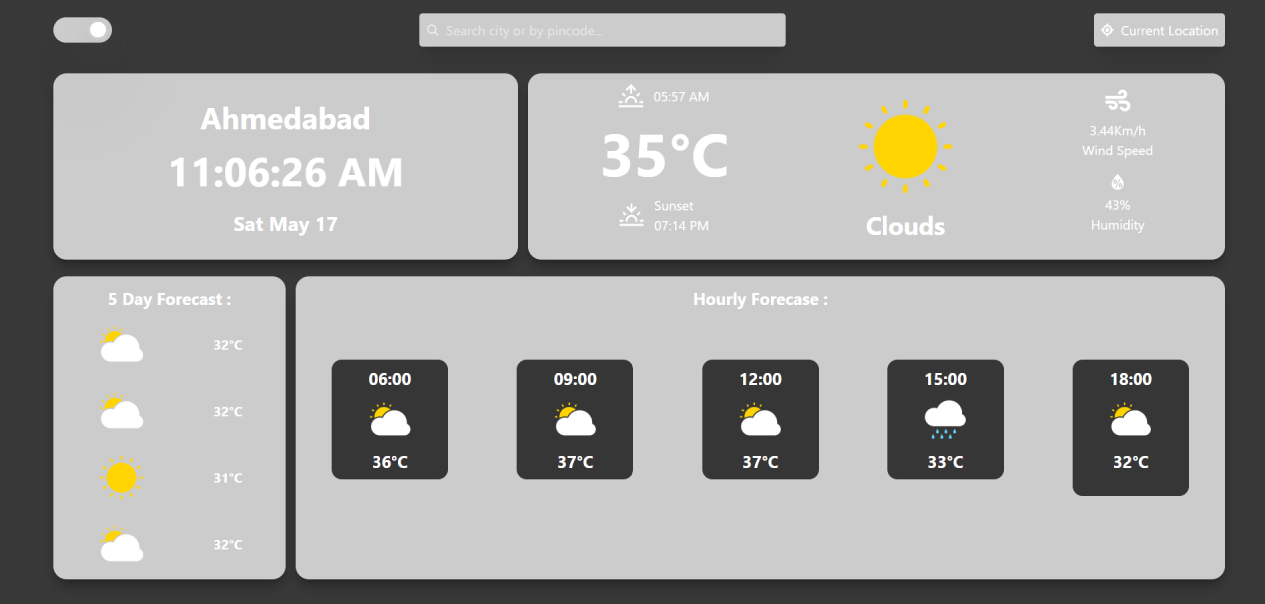 Search city or by pincode...
Current Location
Ahmedabad
11:06:26 AM
Sat May 17
05:57 AM
35°C
Sunset
07:14 PM
Clouds
3.44Km/h
Wind Speed
%
43%
Humidity
5 Day Forecast :
32°C
32°C
31°C
32°C
Hourly Forecase :
06:00
36°C
09:00
37°C
12:00
37°C
15:00
33°C
18:00
32°C